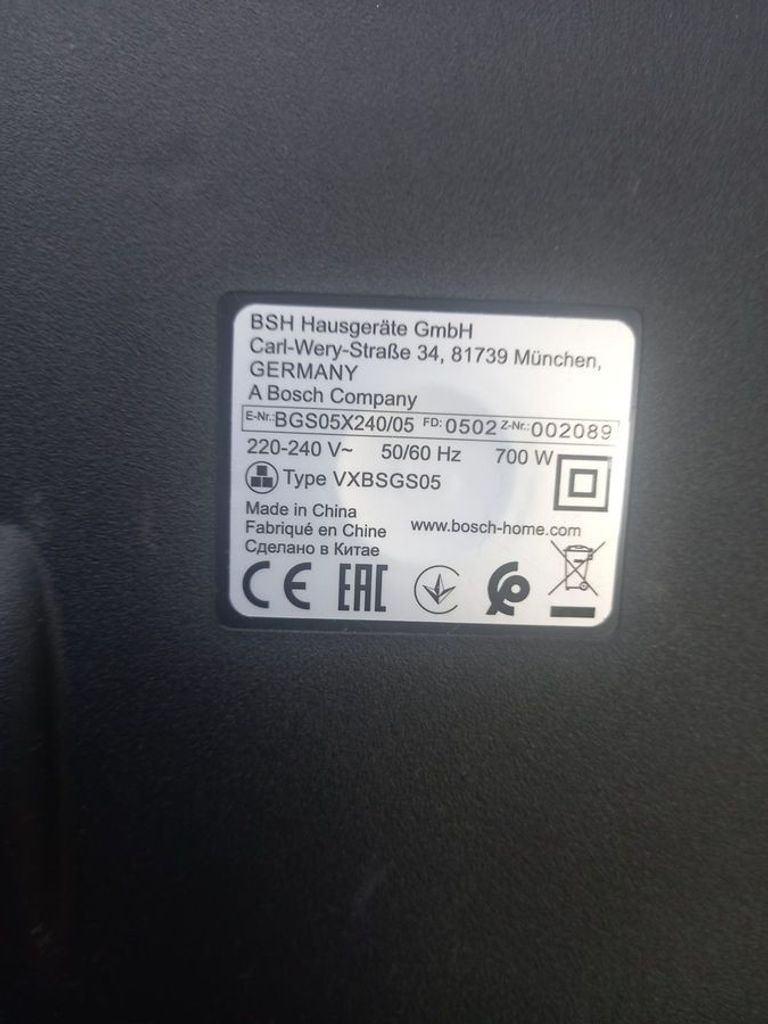 BSH Hausgeräte GmbH
Carl-Wery-Straße 34, 81739 München,
GERMANY
A Bosch Company
E-Nr.:BGS05X240/05 FD: 0502 Z-Nr.:002089
220-240 V~ 50/60 Hz 700 W
Type VXBSGS05
Made in China
Fabriqué en Chine www.bosch-home.com
Сделано в Китае
CE EAC